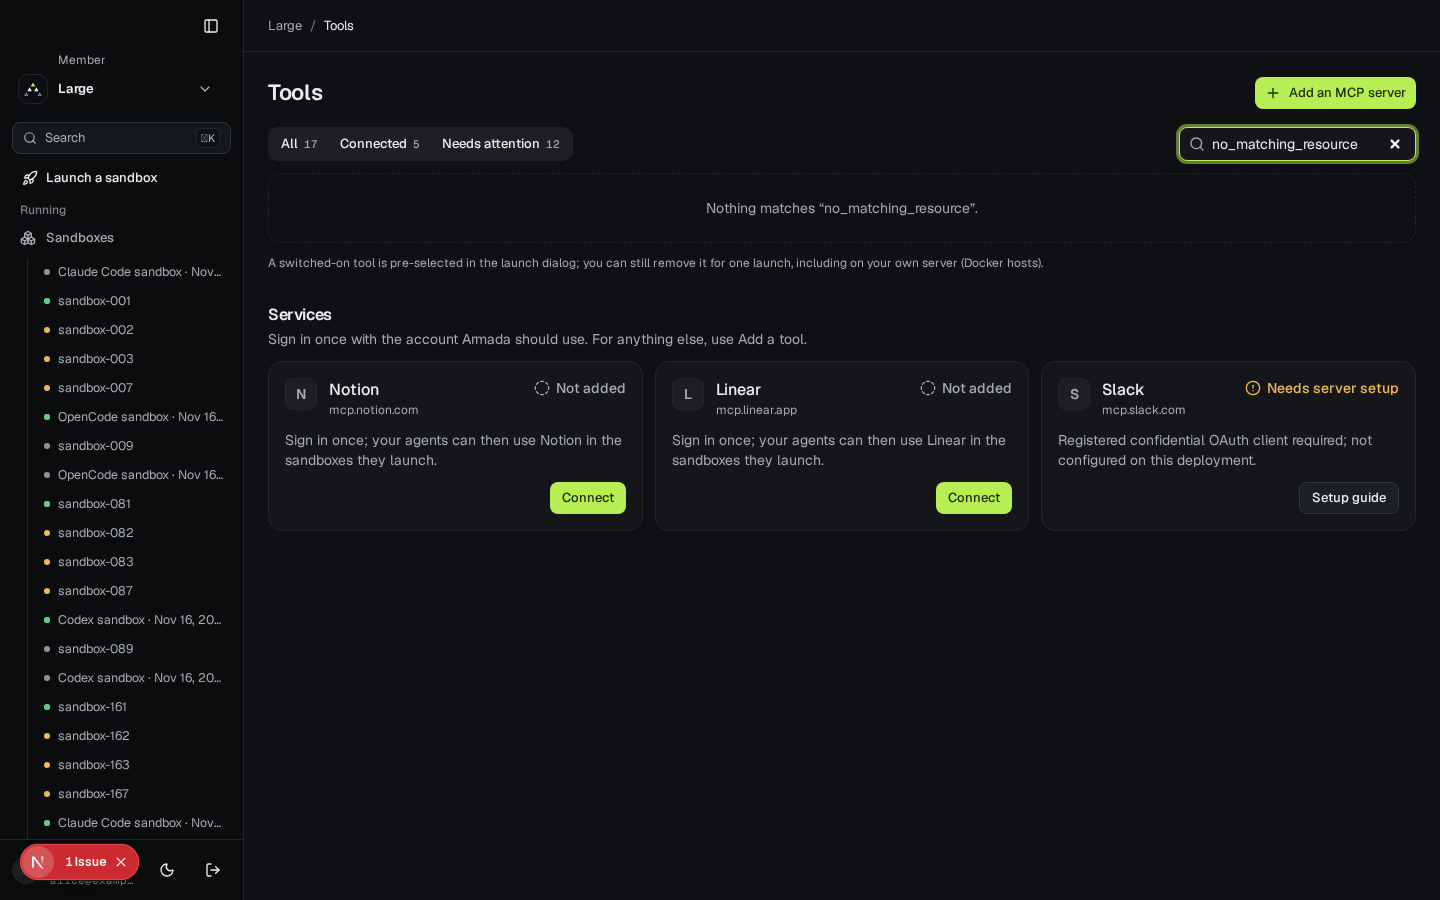 Large / Tools
Member
Large
Search
K
Launch a sandbox
Running
Sandboxes
Claude Code sandbox · Nov…
sandbox-001
sandbox-002
sandbox-003
sandbox-007
OpenCode sandbox · Nov 16…
sandbox-009
OpenCode sandbox · Nov 16…
sandbox-081
sandbox-082
sandbox-083
sandbox-087
Codex sandbox · Nov 16, 20…
sandbox-089
Codex sandbox · Nov 16, 20…
sandbox-161
sandbox-162
sandbox-163
sandbox-167
Claude Code sandbox · Nov…
N 1 Issue
Tools
Add an MCP server
All 17 Connected 5 Needs attention 12
no_matching_resource
Nothing matches “no_matching_resource”.
A switched-on tool is pre-selected in the launch dialog; you can still remove it for one launch, including on your own server (Docker hosts).
Services
Sign in once with the account Armada should use. For anything else, use Add a tool.
N
Notion
Not added
mcp.notion.com
Sign in once; your agents can then use Notion in the
sandboxes they launch.
Connect
L
Linear
Not added
mcp.linear.app
Sign in once; your agents can then use Linear in the
sandboxes they launch.
Connect
S
Slack
Needs server setup
mcp.slack.com
Registered confidential OAuth client required; not
configured on this deployment.
Setup guide